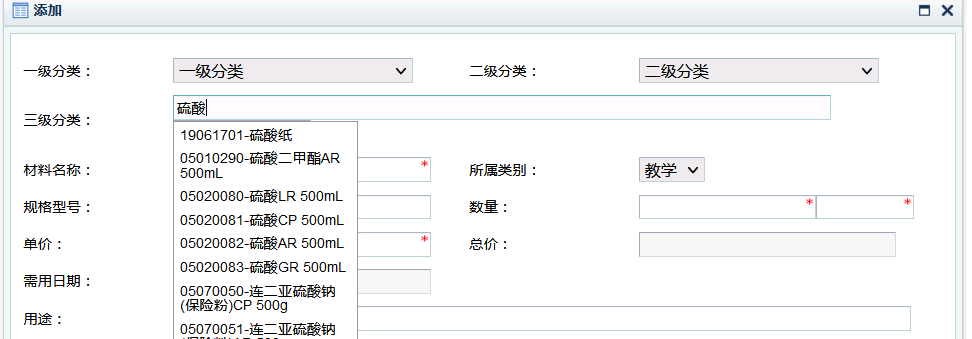 添加
一级分类： 一级分类 二级分类： 二级分类
三级分类： 硫酸
19061701-硫酸纸
05010290-硫酸二甲酯AR
500mL
材料名称： * 所属类别： 教学
05020080-硫酸LR 500mL
规格型号： 数量： * *
05020081-硫酸CP 500mL
单价： 05020082-硫酸AR 500mL * 总价：
05020083-硫酸GR 500mL
需用日期：
05070050-连二亚硫酸钠
(保险粉)CP 500g
用途：
05070051-连二亚硫酸钠